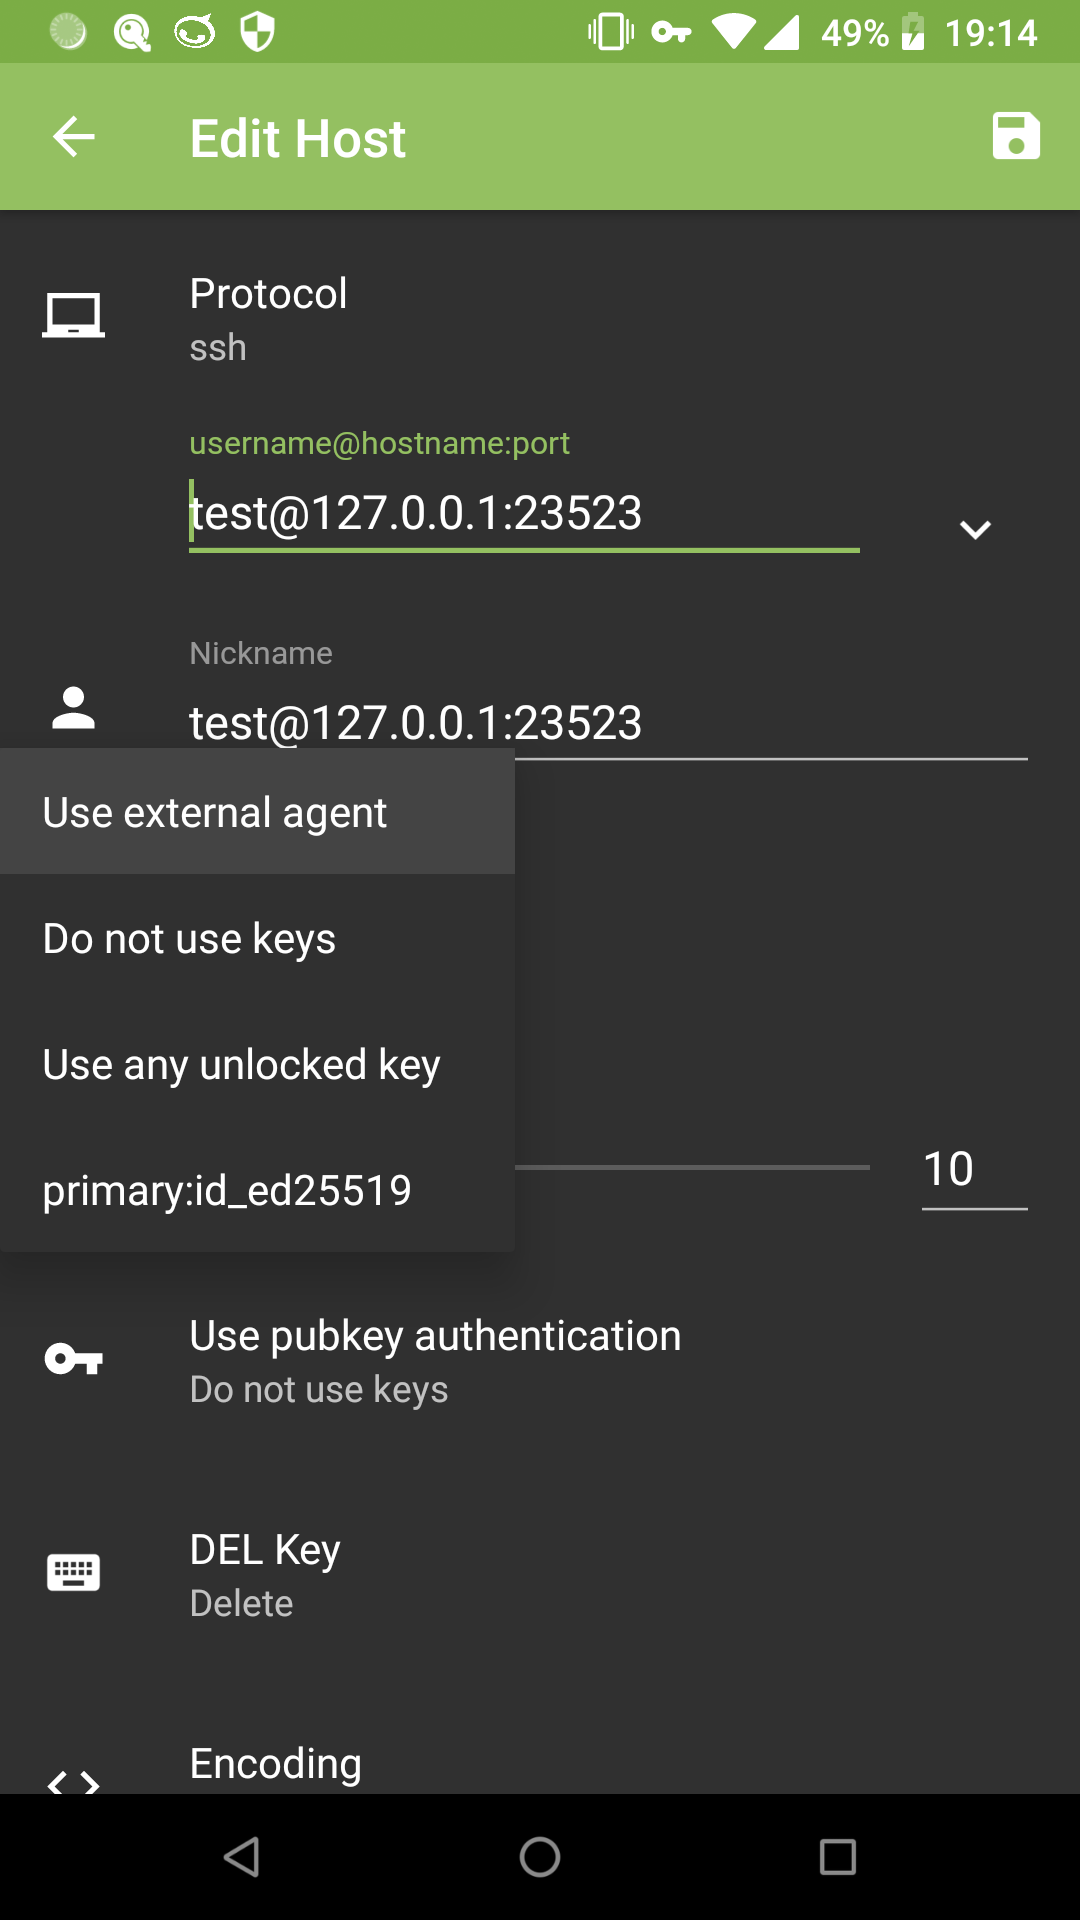 49% 19:14
Edit Host
Protocol
ssh
username@hostname:port
test@127.0.0.1:23523
Nickname
test@127.0.0.1:23523
Use external agent
Do not use keys
Use any unlocked key
primary:id_ed25519
10
Use pubkey authentication
Do not use keys
DEL Key
Delete
Encoding